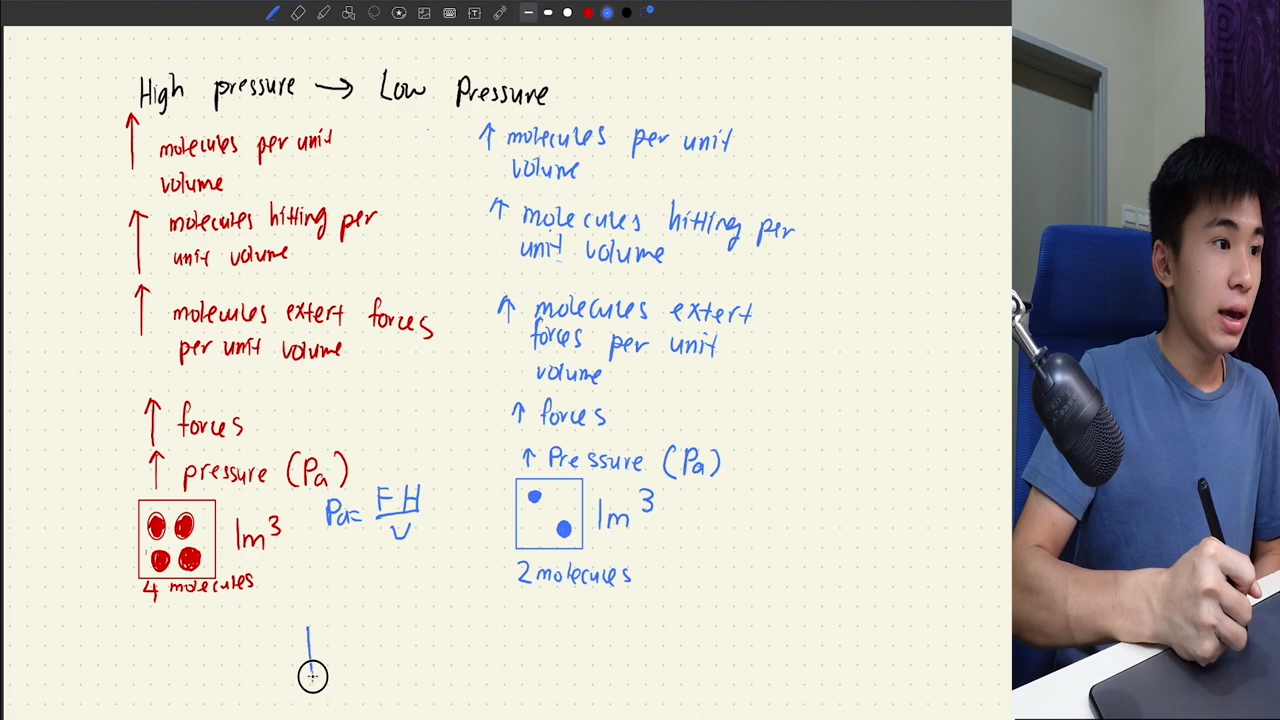 High pressure → Low Pressure
↑ molecules per unit
volume
↑ molecules hitting per
unit volume
↑ molecules extert forces
per unit volume
↑ forces
↑ pressure (Pa)
1m³
4 molecules
Pa= FH/V
↑ molecules per unit
volume
↑ molecules hitting per
unit volume
↑ molecules extert
forces per unit
volume
↑ forces
↑ Pressure (Pa)
1m³
2 molecules